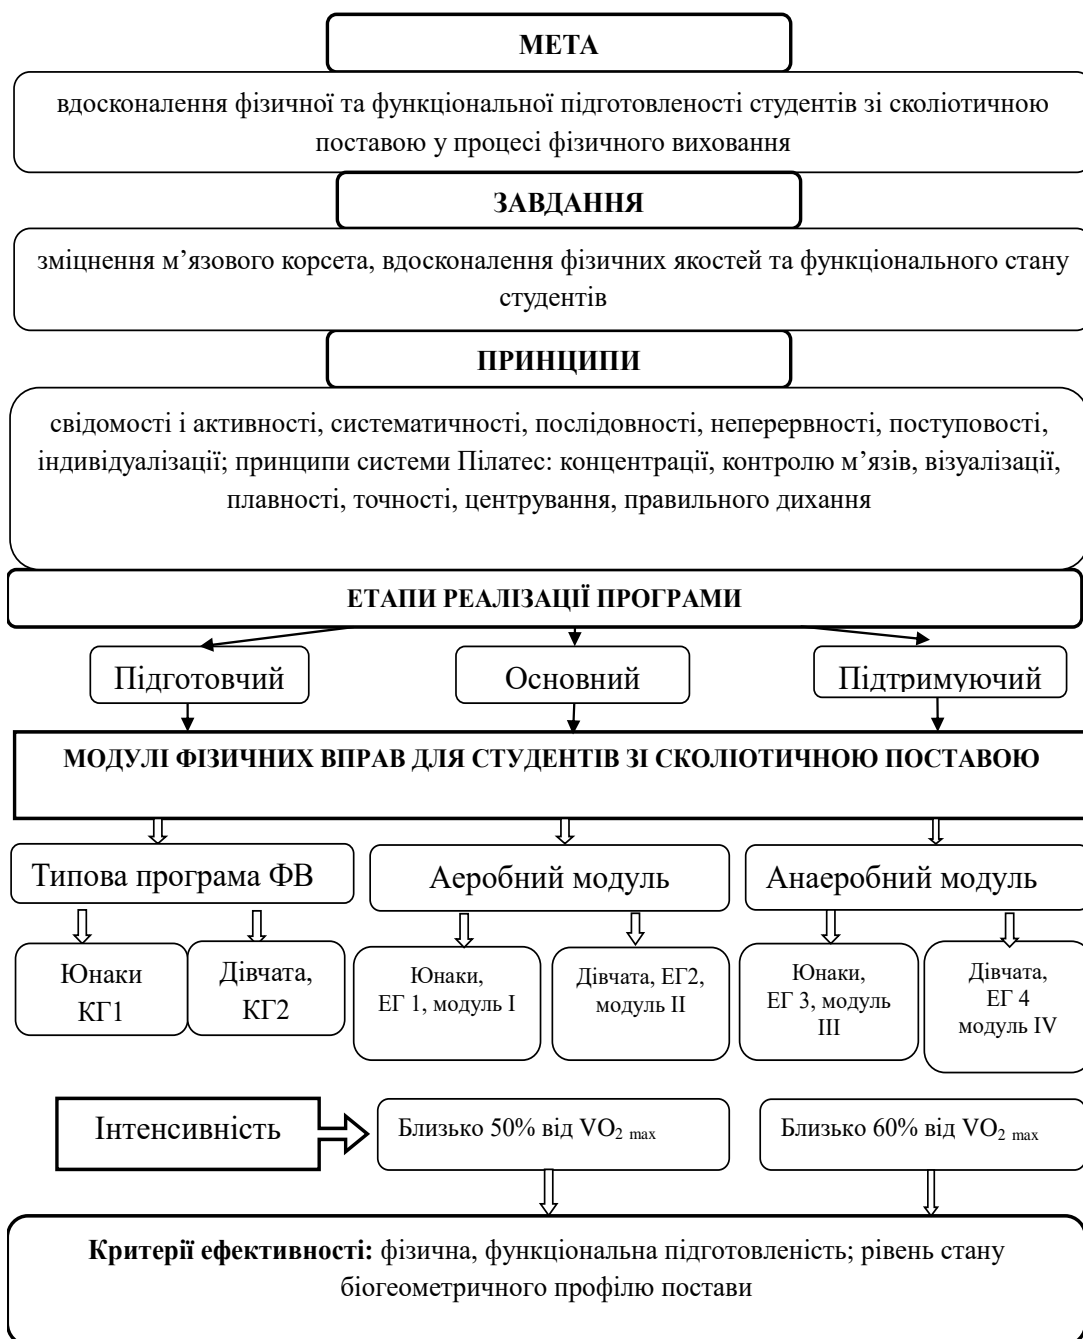 МЕТА
вдосконалення фізичної та функціональної підготовленості студентів зі сколіотичною
поставою у процесі фізичного виховання
ЗАВДАННЯ
зміцнення м’язового корсета, вдосконалення фізичних якостей та функціонального стану
студентів
ПРИНЦИПИ
свідомості і активності, систематичності, послідовності, неперервності, поступовості,
індивідуалізації; принципи системи Пілатес: концентрації, контролю м’язів, візуалізації,
плавності, точності, центрування, правильного дихання
ЕТАПИ РЕАЛІЗАЦІЇ ПРОГРАМИ
Підготовчий
Основний
Підтримуючий
МОДУЛІ ФІЗИЧНИХ ВПРАВ ДЛЯ СТУДЕНТІВ ЗІ СКОЛІОТИЧНОЮ ПОСТАВОЮ
Типова програма ФВ
Аеробний модуль
Анаеробний модуль
Юнаки
КГ1
Дівчата,
КГ2
Юнаки,
ЕГ 1, модуль I
Дівчата, ЕГ2,
модуль II
Юнаки,
ЕГ 3, модуль
III
Дівчата,
ЕГ 4
модуль IV
Інтенсивність
Близько 50% від VO₂ max
Близько 60% від VO₂ max
Критерії ефективності: фізична, функціональна підготовленість; рівень стану
біогеометричного профілю постави